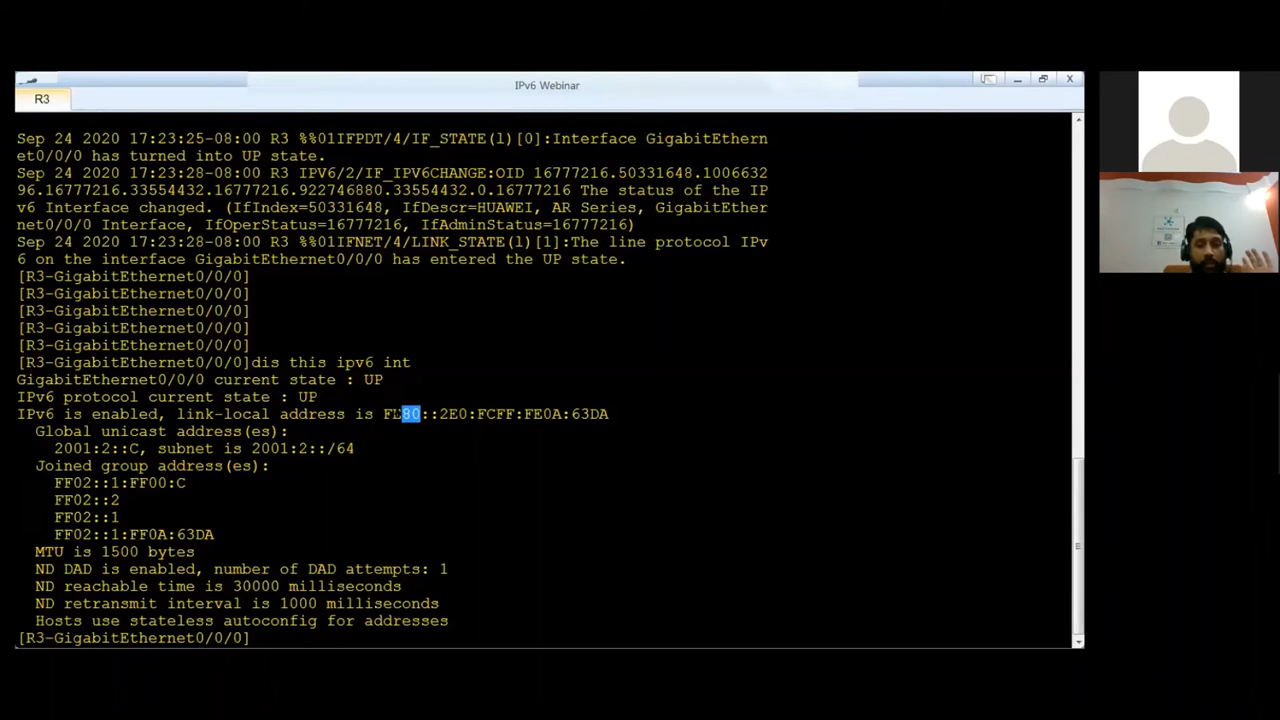 IPv6 Webinar
R3
Sep 24 2020 17:23:25-08:00 R3 %%01IFPDT/4/IF_STATE(l)[0]:Interface GigabitEthern
et0/0/0 has turned into UP state.
Sep 24 2020 17:23:28-08:00 R3 IPV6/2/IF_IPV6CHANGE:OID 16777216.50331648.1006632
96.16777216.33554432.16777216.922746880.33554432.0.16777216 The status of the IP
v6 Interface changed. (IfIndex=50331648, IfDescr=HUAWEI, AR Series, GigabitEther
net0/0/0 Interface, IfOperStatus=16777216, IfAdminStatus=16777216)
Sep 24 2020 17:23:28-08:00 R3 %%01IFNET/4/LINK_STATE(l)[1]:The line protocol IPv
6 on the interface GigabitEthernet0/0/0 has entered the UP state.
[R3-GigabitEthernet0/0/0]
[R3-GigabitEthernet0/0/0]
[R3-GigabitEthernet0/0/0]
[R3-GigabitEthernet0/0/0]
[R3-GigabitEthernet0/0/0]
[R3-GigabitEthernet0/0/0]dis this ipv6 int
GigabitEthernet0/0/0 current state : UP
IPv6 protocol current state : UP
IPv6 is enabled, link-local address is FE80::2E0:FCFF:FE0A:63DA
Global unicast address(es):
2001:2::C, subnet is 2001:2::/64
Joined group address(es):
FF02::1:FF00:C
FF02::2
FF02::1
FF02::1:FF0A:63DA
MTU is 1500 bytes
ND DAD is enabled, number of DAD attempts: 1
ND reachable time is 30000 milliseconds
ND retransmit interval is 1000 milliseconds
Hosts use stateless autoconfig for addresses
[R3-GigabitEthernet0/0/0]